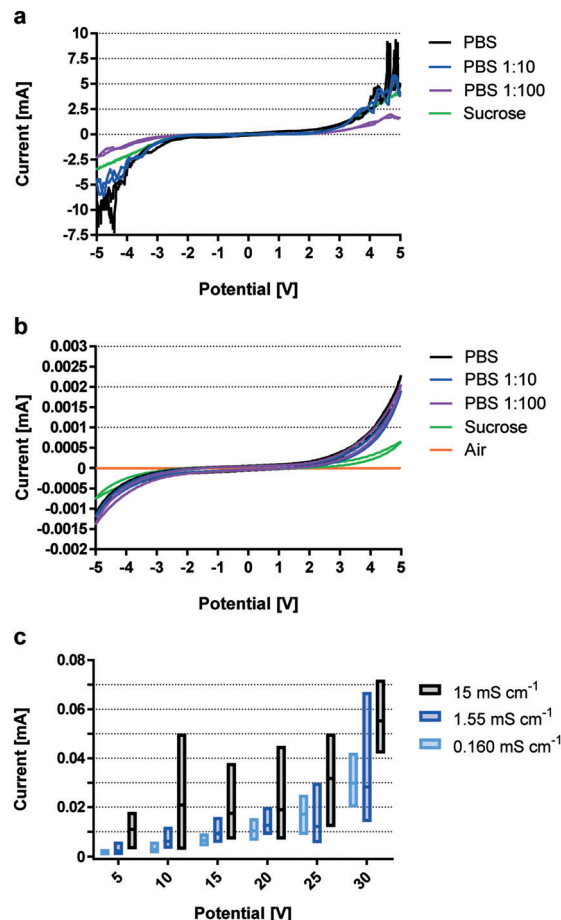 a
10
7.5
5
2.5
0
-2.5
-5
-10
7.5
Current [mA]
-5 -4 -3 -2 -1 0 1 2 3 4 5
Potential [V]
PBS
PBS 1:10
PBS 1:100
Sucrose
b
0.003
0.0025
0.002
0.0015
0.001
0.0005
0
-0.0005
-0.001
-0.0015
-0.002
Current [mA]
-5 -4 -3 -2 -1 0 1 2 3 4 5
Potential [V]
PBS
PBS 1:10
PBS 1:100
Sucrose
Air
c
0.08
0.06
0.04
0.02
0
Current [mA]
5 10 15 20 25 30
Potential [V]
15 mS cm⁻¹
1.55 mS cm⁻¹
0.160 mS cm⁻¹